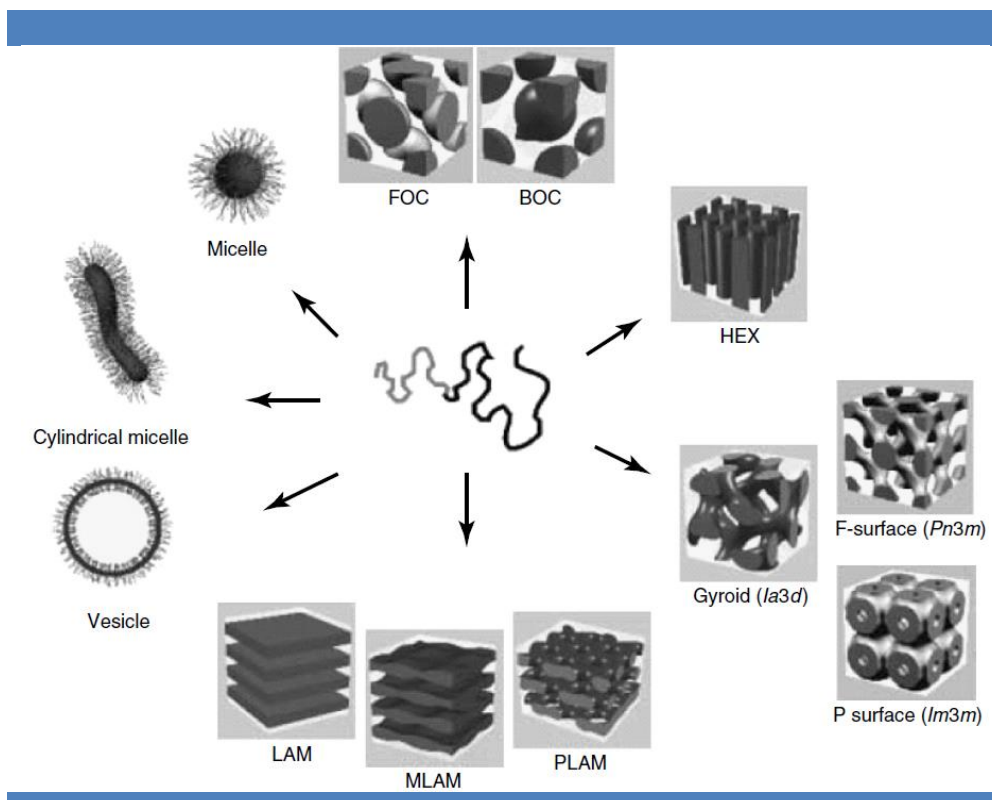 FOC
BOC
Micelle
HEX
Cylindrical micelle
F-surface (Pn3m)
Gyroid (Ia3d)
Vesicle
P surface (Im3m)
LAM
MLAM
PLAM